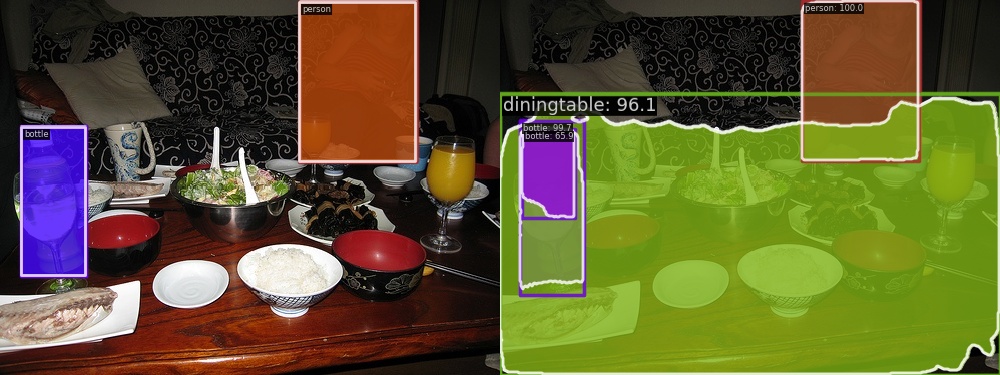 person
bottle
person: 100.0
diningtable: 96.1
bottle: 99.7
bottle: 65.9